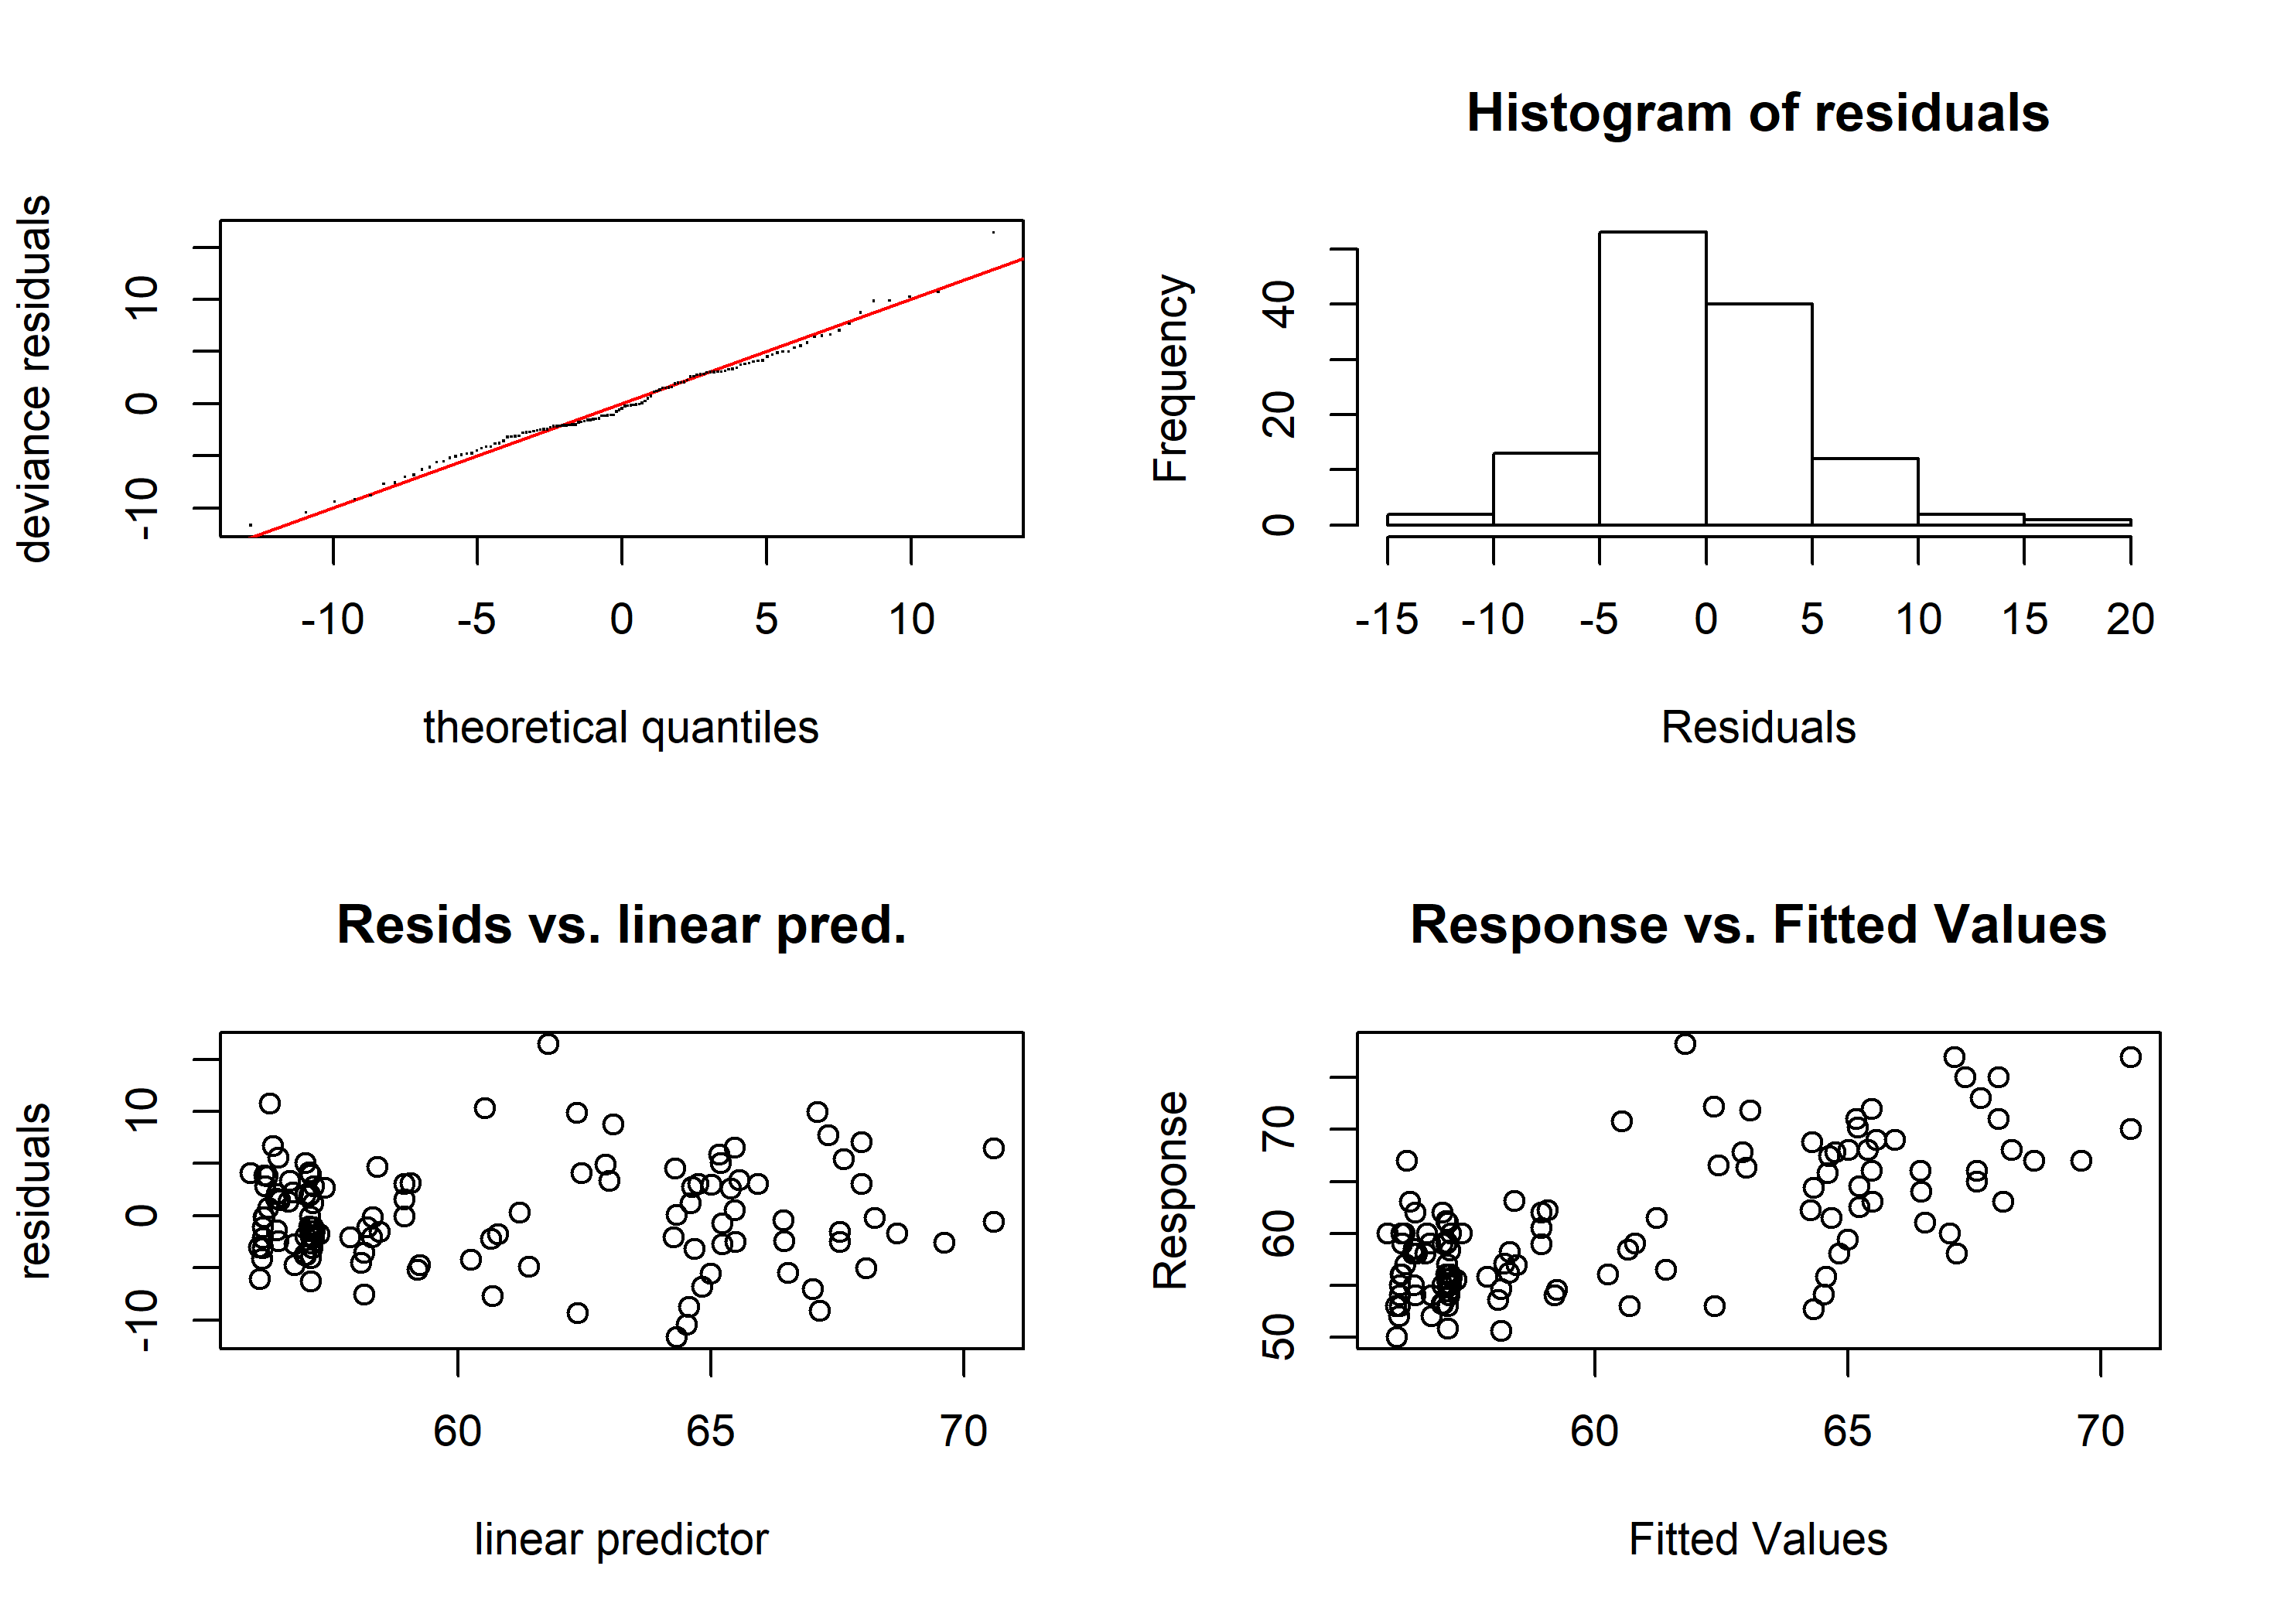 deviance residuals
-10 0 10
-10 -5 0 5 10
theoretical quantiles
Histogram of residuals
Frequency
0 20 40
-15 -10 -5 0 5 10 15 20
Residuals
Resids vs. linear pred.
residuals
-10 0 10
60 65 70
linear predictor
Response vs. Fitted Values
Response
50 60 70
60 65 70
Fitted Values